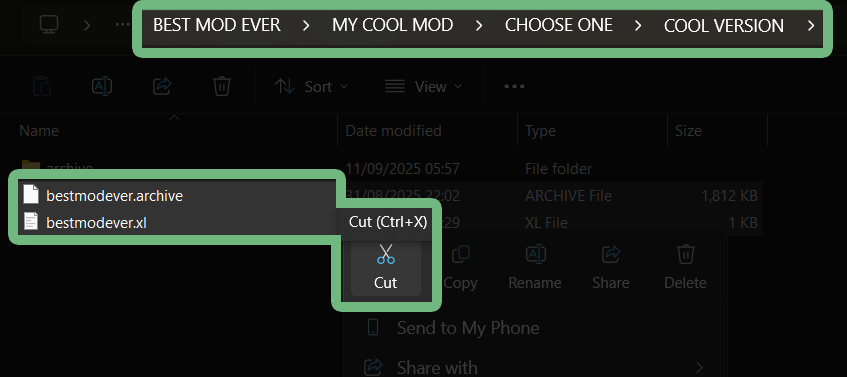 BEST MOD EVER > MY COOL MOD > CHOOSE ONE > COOL VERSION >
Sort View
Name Date modified Type Size
archive 11/09/2025 05:57 File folder
bestmodever.archive 31/08/2025 22:02 ARCHIVE File 1,812 KB
bestmodever.xl :29 XL File 1 KB
Cut (Ctrl+X)
Cut Copy Rename Share Delete
Send to My Phone
Share with